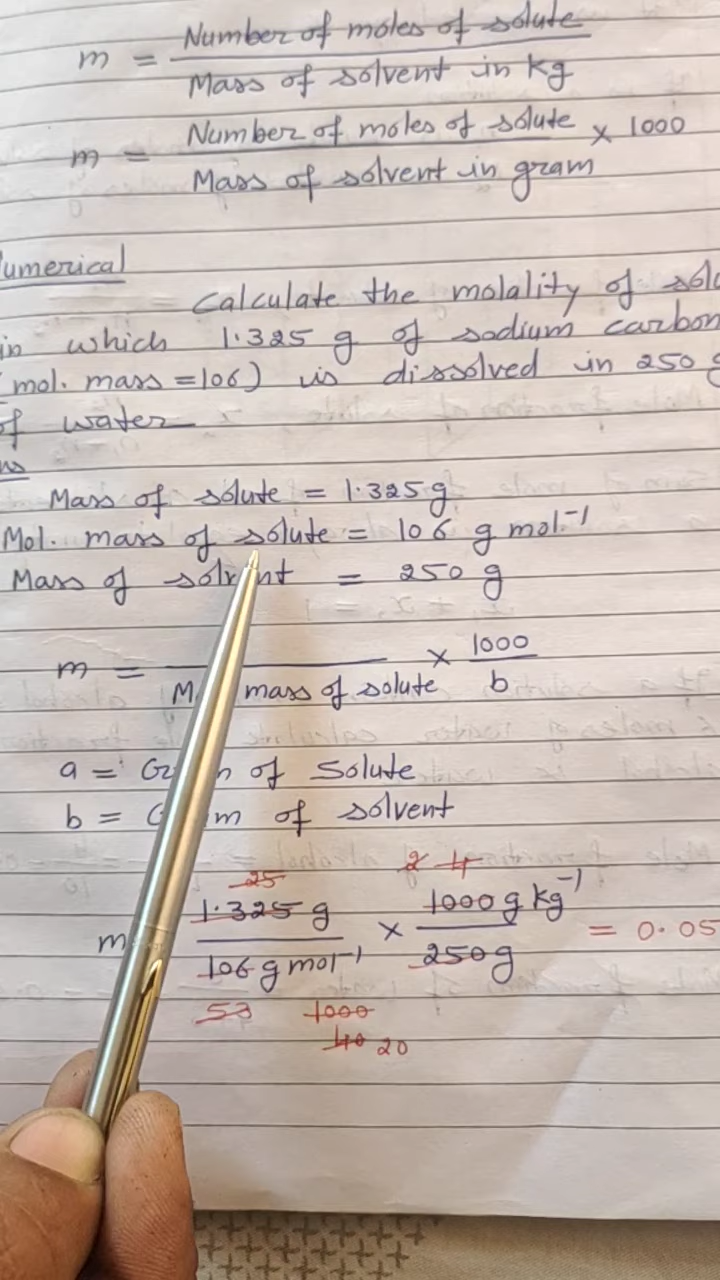 m = Number of moles of solute
Mass of solvent in kg
m = Number of moles of solute × 1000
Mass of solvent in gram
umerical
Calculate the molality of solu
in which 1.325 g of sodium carbon
(mol. mass = 106) is dissolved in 250 g
of water
ns
Mass of solute = 1.325 g
Mol. mass of solute = 106 g mol⁻¹
Mass of solvent = 250 g
m = × 1000
M mass of solute b
a = G n of Solute
b = G m of solvent
25 2 4
m 1.325 g × 1000 g kg⁻¹ = 0.05
106 g mol⁻¹ 250 g
53 1000
40 20